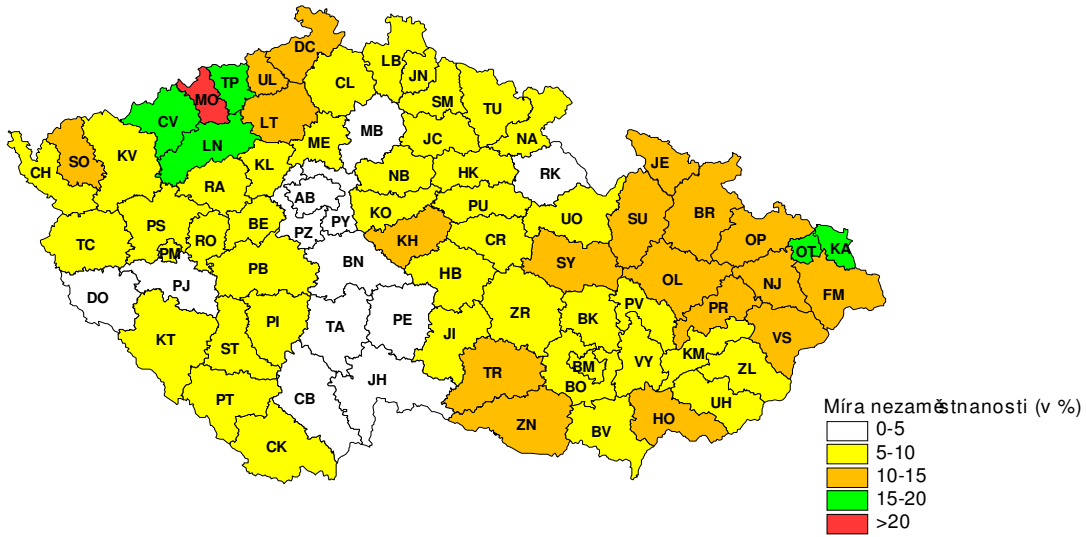 DC
LB
JN
TP
UL
CL
MO
SM
TU
CV
LT
MB
LN
ME
JC
NA
SO
KV
KL
JE
CH
RA
NB
HK
RK
AB
KO
PU
UO
SU
BR
PS
BE
PY
PZ
TC
RO
KH
CR
OP
OT
KA
PM
PB
BN
SY
PJ
HB
OL
NJ
FM
DO
PR
PV
KT
PI
TA
PE
ZR
BK
ST
JI
VS
VY
KM
BM
ZL
TR
JH
BO
PT
CB
UH
HO
ZN
BV
CK
Míra nezaměstnanosti (v %)
0-5
5-10
10-15
15-20
>20